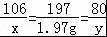 106/x = 197/1.97g = 80/y